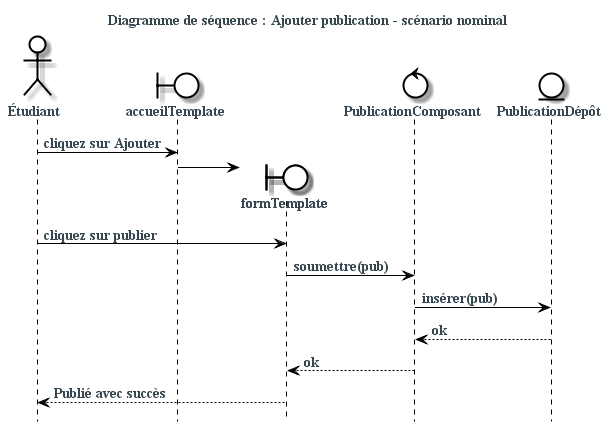 Diagramme de séquence : Ajouter publication - scénario nominal
Étudiant
accueilTemplate
PublicationComposant
PublicationDépôt
cliquez sur Ajouter
formTemplate
cliquez sur publier
soumettre(pub)
insérer(pub)
ok
ok
Publié avec succès